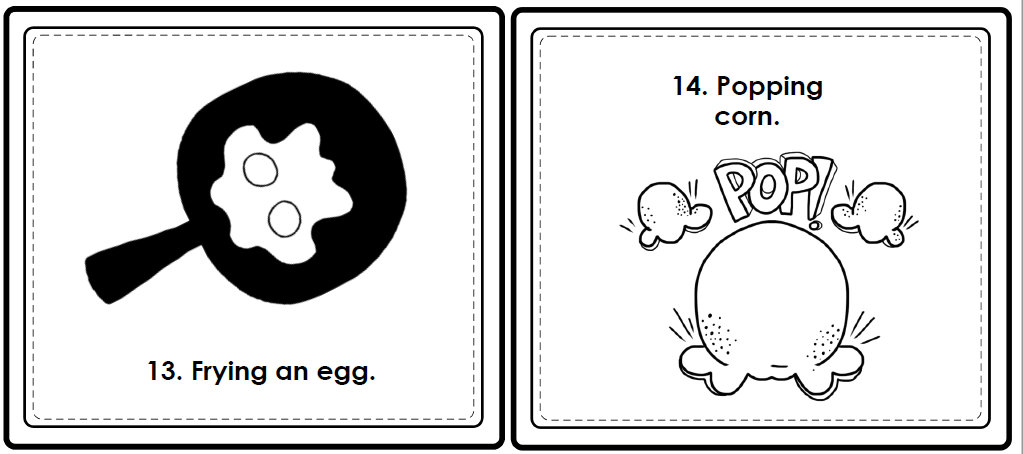 13. Frying an egg.
14. Popping
corn.
POP!